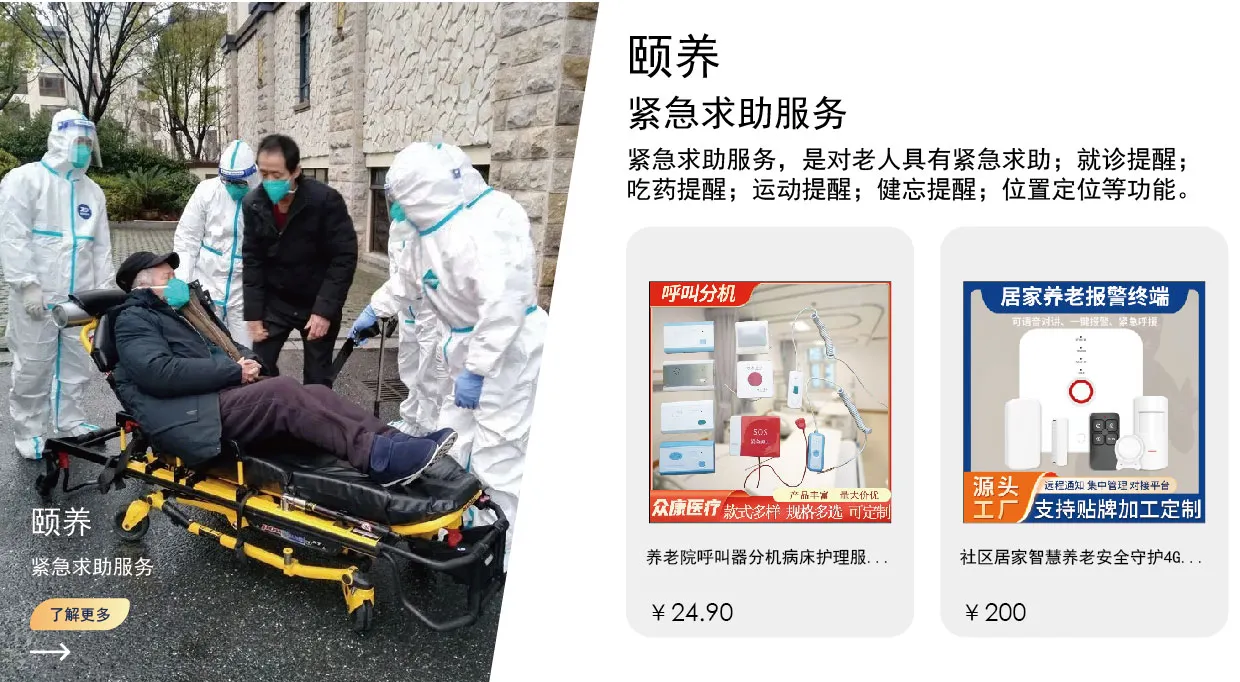 颐养
紧急求助服务
紧急求助服务，是对老人具有紧急求助；就诊提醒；
吃药提醒；运动提醒；健忘提醒；位置定位等功能。
颐养
紧急求助服务
了解更多
呼叫分机
SOS
产品丰富 量大价优
众康医疗 款式多样 规格多选 可定制
养老院呼叫器分机病床护理服...
￥24.90
居家养老报警终端
可语音对讲、一键报警、紧急呼援
源头
工厂
远程通知 集中管理 对接平台
支持贴牌加工定制
社区居家智慧养老安全守护4G...
￥200